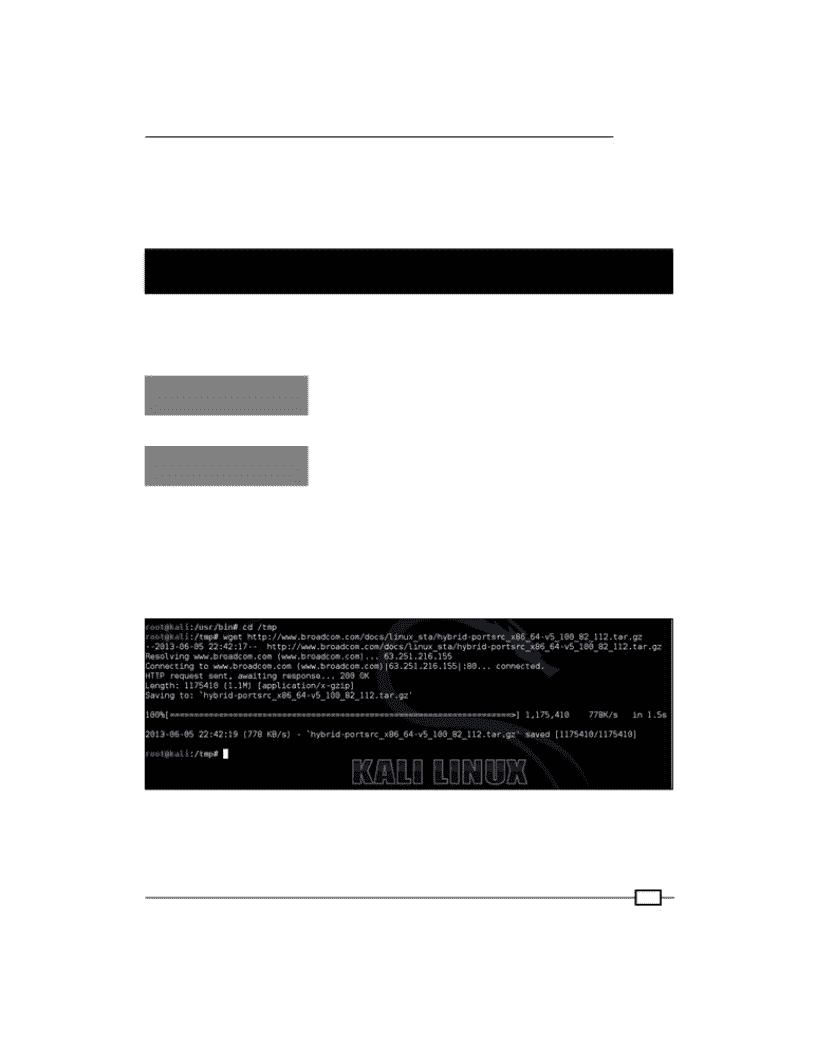 root@kali:/usr/bin# cd /tmp
root@kali:/tmp# wget http://www.broadcom.com/docs/linux_sta/hybrid-portsrc_x86_64-v5_100_82_112.tar.gz
--2013-06-05 22:42:17-- http://www.broadcom.com/docs/linux_sta/hybrid-portsrc_x86_64-v5_100_82_112.tar.gz
Resolving www.broadcom.com (www.broadcom.com)... 63.251.216.155
Connecting to www.broadcom.com (www.broadcom.com)|63.251.216.155|:80... connected.
HTTP request sent, awaiting response... 200 OK
Length: 1175410 (1.1M) [application/x-gzip]
Saving to: `hybrid-portsrc_x86_64-v5_100_82_112.tar.gz'
100%[======================================================================>] 1,175,410 778K/s in 1.5s
2013-06-05 22:42:19 (778 KB/s) - `hybrid-portsrc_x86_64-v5_100_82_112.tar.gz' saved [1175410/1175410]
root@kali:/tmp#
KALI LINUX